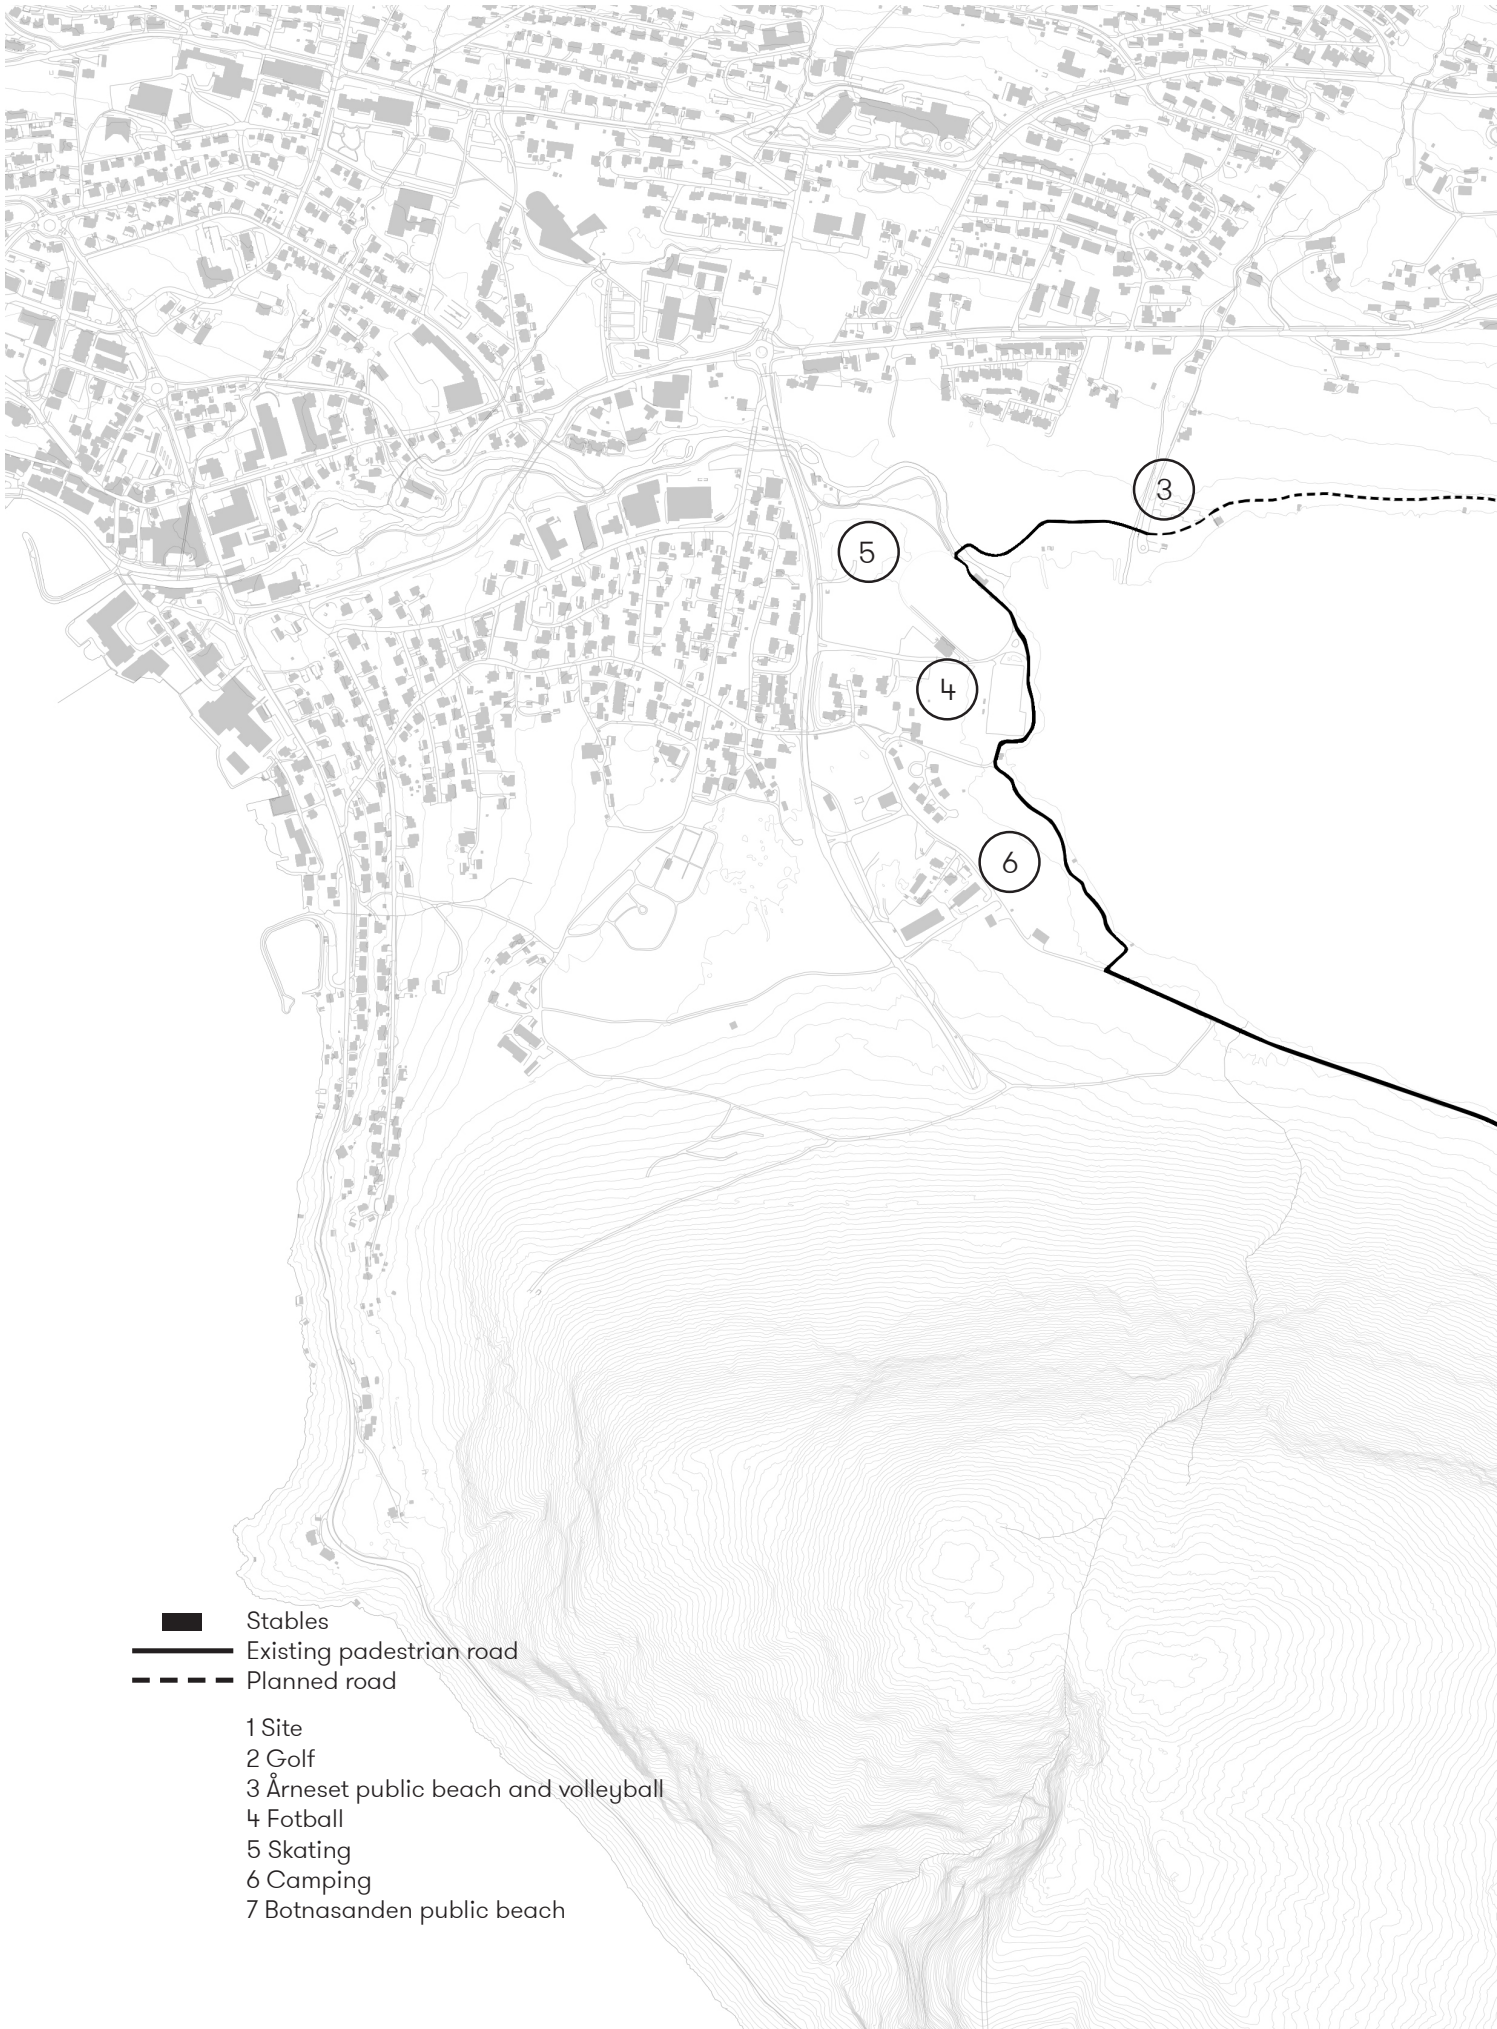 3
5
4
6
Stables
Existing padestrian road
Planned road
1 Site
2 Golf
3 Årneset public beach and volleyball
4 Fotball
5 Skating
6 Camping
7 Botnasanden public beach